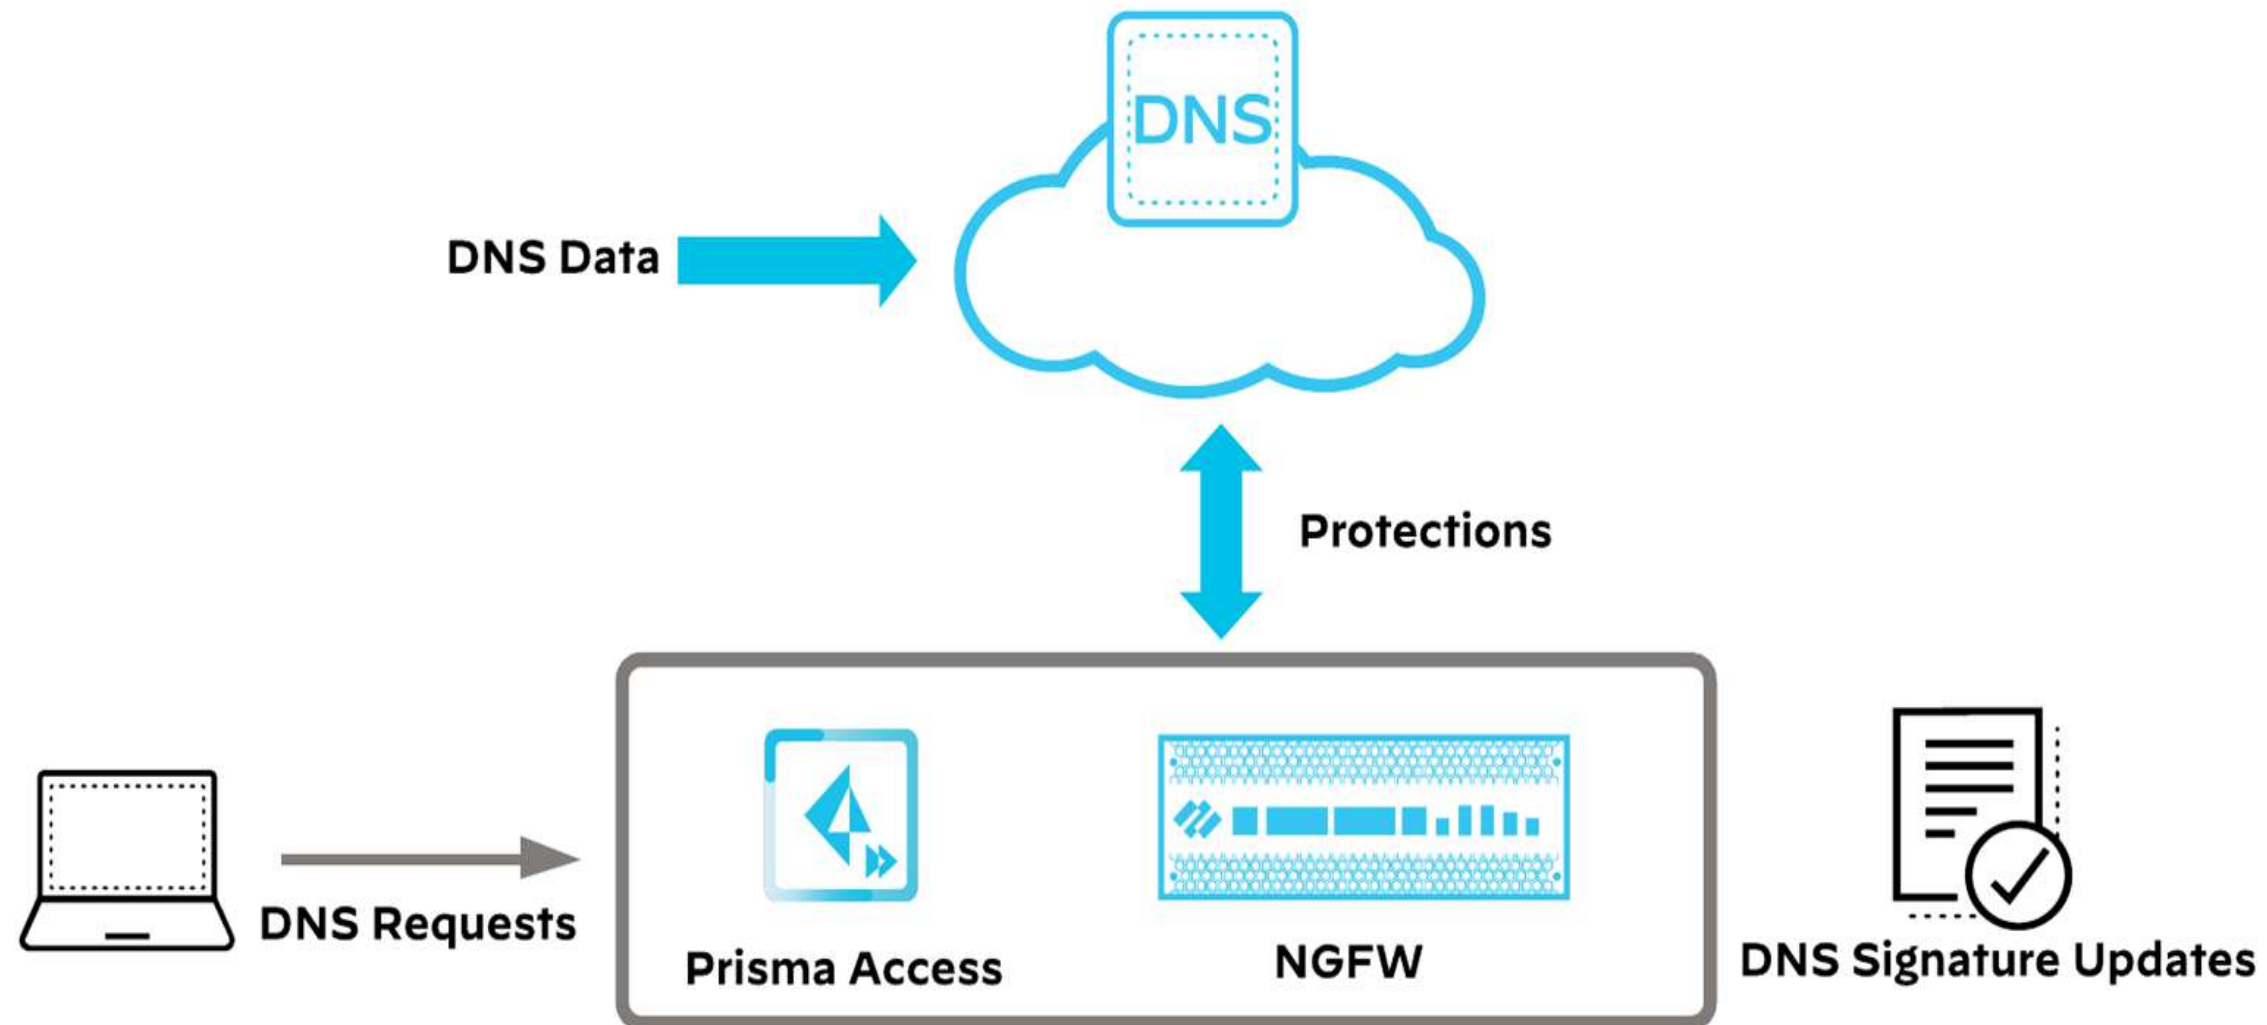 DNS
DNS Data
Protections
DNS Requests
Prisma Access
NGFW
DNS Signature Updates